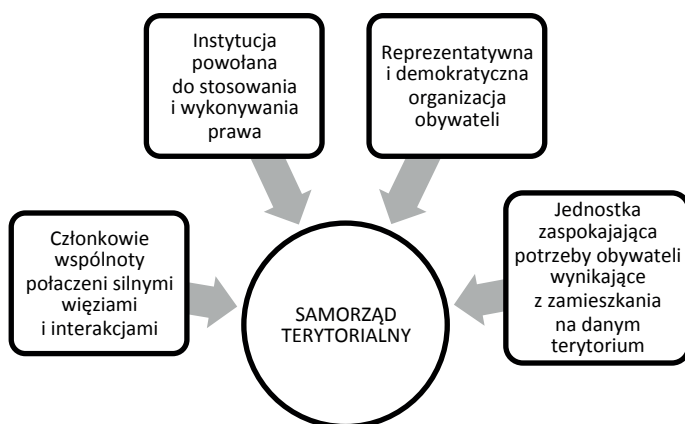 Instytucja
powołana
do stosowania
i wykonywania
prawa
Reprezentatywna
i demokratyczna
organizacja
obywateli
Członkowie
wspólnoty
połaczeni silnymi
więziami
i interakcjami
Jednostka
zaspokajająca
potrzeby obywateli
wynikające
z zamieszkania
na danym
terytorium
SAMORZĄD
TERYTORIALNY